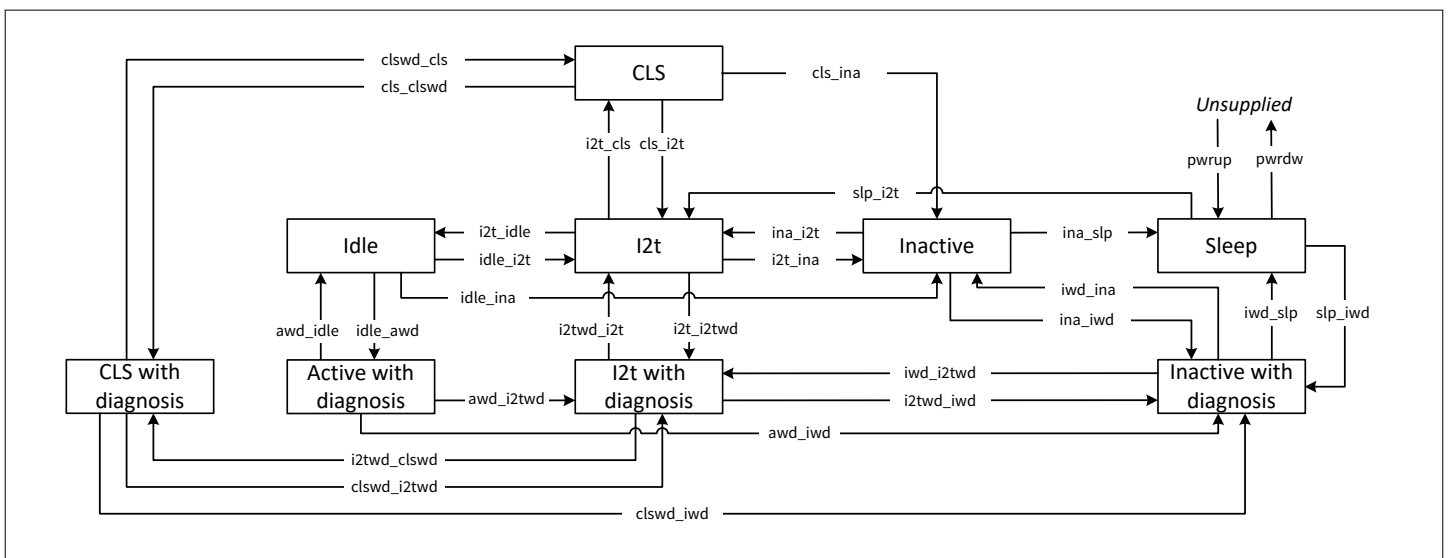 clswd_cls
CLS
cls_ina
cls_clswd
Unsupplied
i2t_cls
cls_i2t
pwrup
pwrdw
slp_i2t
Idle
i2t_idle
idle_i2t
I2t
ina_i2t
i2t_ina
Inactive
ina_slp
Sleep
idle_ina
iwd_ina
awd_idle
idle_awd
i2twd_i2t
i2t_i2twd
ina_iwd
iwd_slp
slp_iwd
CLS with
diagnosis
Active with
diagnosis
awd_i2twd
I2t with
diagnosis
iwd_i2twd
i2twd_iwd
Inactive with
diagnosis
awd_iwd
i2twd_clswd
clswd_i2twd
clswd_iwd